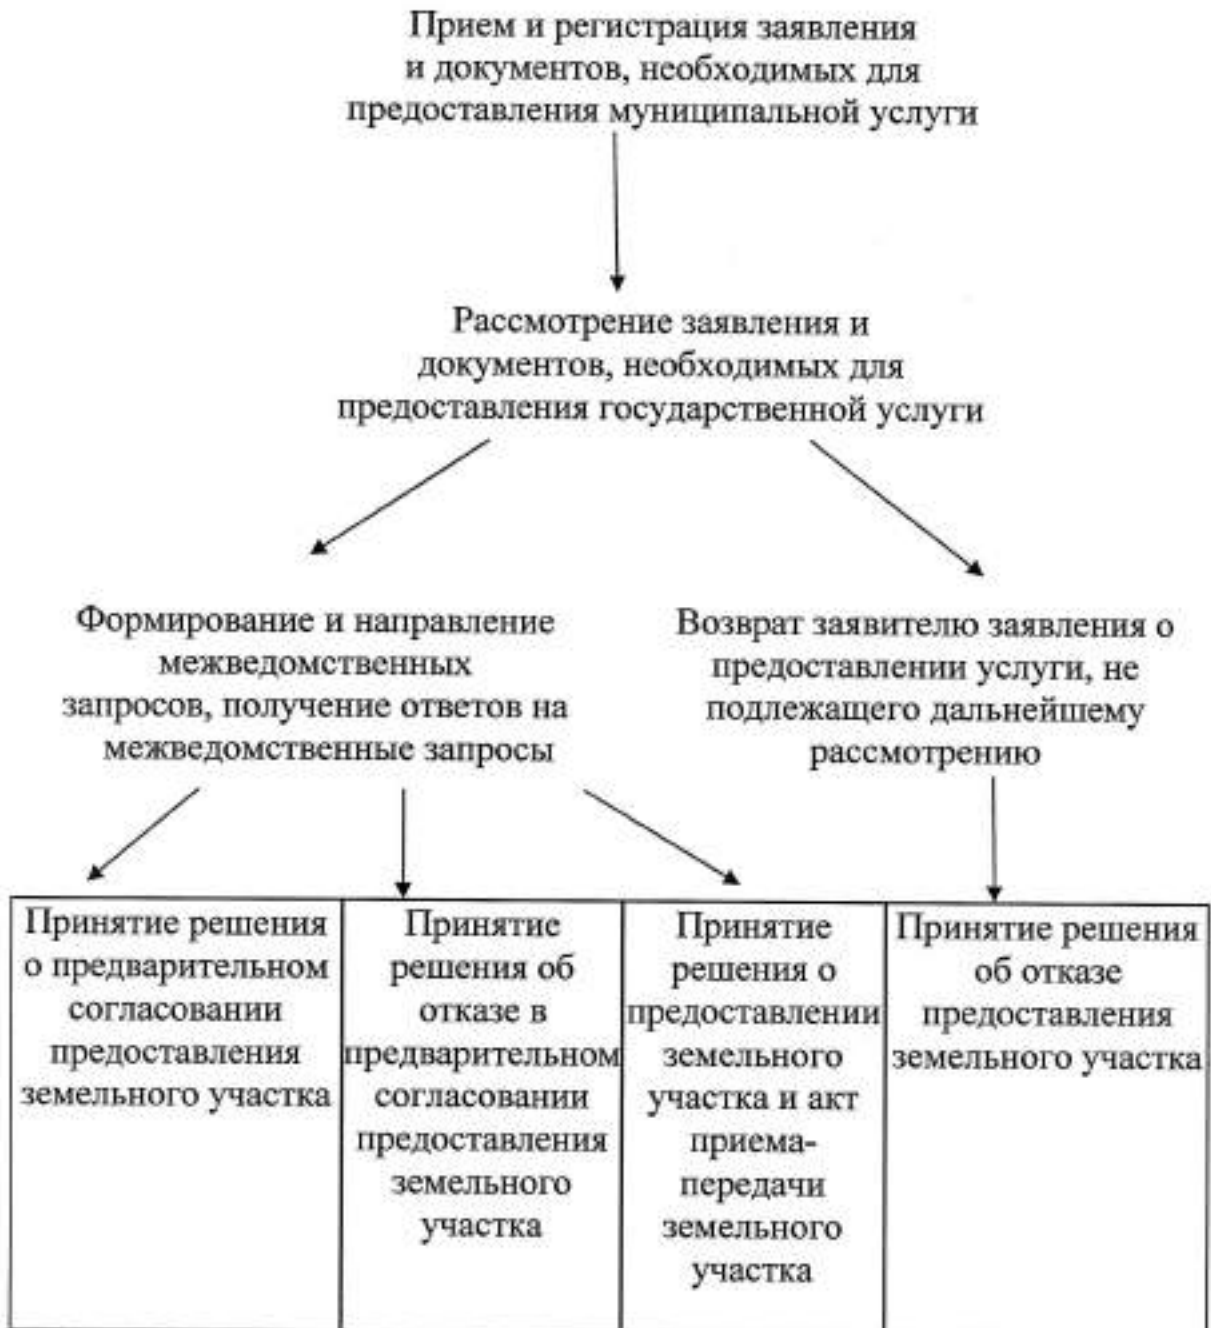 Прием и регистрация заявления
и документов, необходимых для
предоставления муниципальной услуги
Рассмотрение заявления и
документов, необходимых для
предоставления государственной услуги
Формирование и направление
межведомственных
запросов, получение ответов на
межведомственные запросы
Возврат заявителю заявления о
предоставлении услуги, не
подлежащего дальнейшему
рассмотрению
Принятие решения
о предварительном
согласовании
предоставления
земельного участка
Принятие
решения об
отказе в
предварительном
согласовании
предоставления
земельного
участка
Принятие
решения о
предоставлении
земельного
участка и акт
приема-
передачи
земельного
участка
Принятие решения
об отказе
предоставления
земельного участка